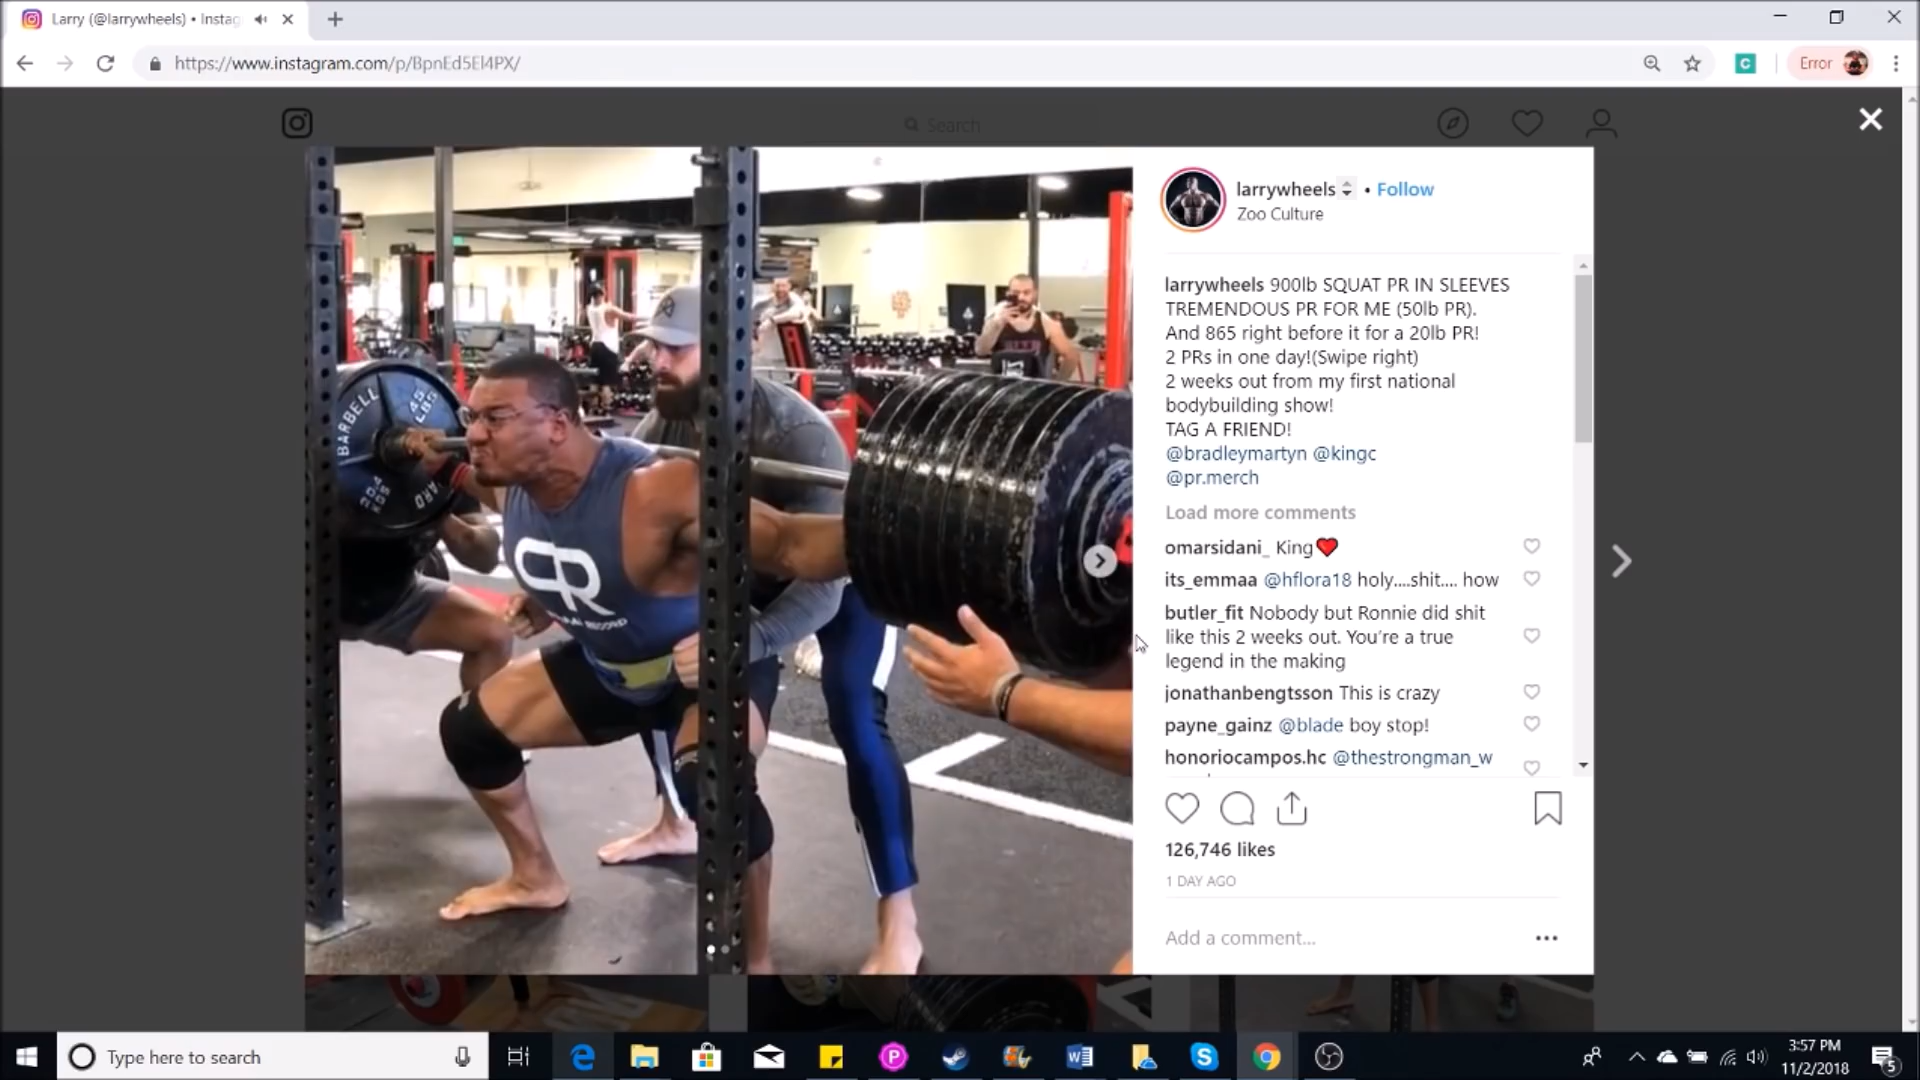 Larry (@larrywheels) • Instag
https://www.instagram.com/p/BpnEd5El4PX/
Error
Search
larrywheels • Follow
Zoo Culture
larrywheels 900lb SQUAT PR IN SLEEVES
TREMENDOUS PR FOR ME (50lb PR).
And 865 right before it for a 20lb PR!
2 PRs in one day!(Swipe right)
2 weeks out from my first national
bodybuilding show!
TAG A FRIEND!
@bradleymartyn @kingc
@pr.merch
Load more comments
omarsidani_ King❤️
its_emmaa @hflora18 holy....shit.... how
butler_fit Nobody but Ronnie did shit
like this 2 weeks out. You're a true
legend in the making
jonathanbengtsson This is crazy
payne_gainz @blade boy stop!
honoriocampos.hc @thestrongman_w
126,746 likes
1 DAY AGO
Add a comment...
BARBELL
45
LBS
PR
RECORD
Type here to search
3:57 PM
11/2/2018
5